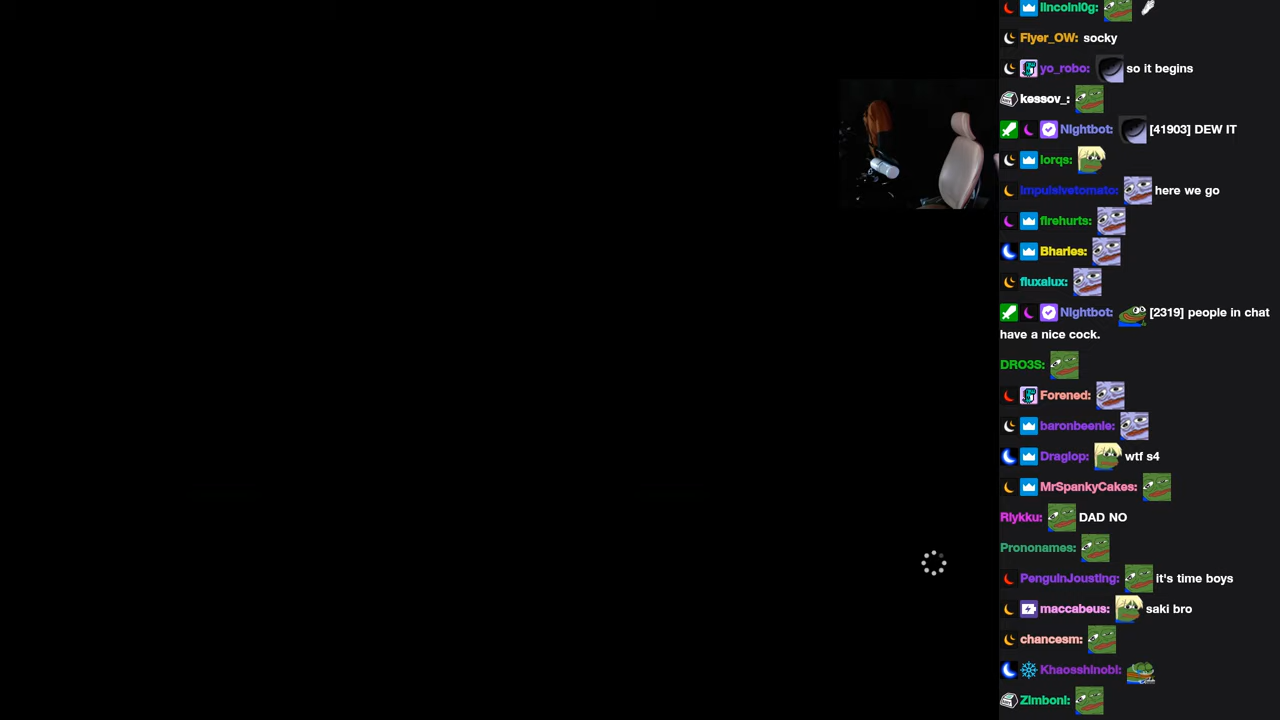 lincolnl0g:
Flyer_OW: socky
yo_robo: so it begins
kessov_:
Nightbot: [41903] DEW IT
lorqs:
impulsivetomato: here we go
firehurts:
Bharles:
fluxalux:
Nightbot: [2319] people in chat
have a nice cock.
DRO3S:
Forened:
baronbeenie:
Draglop: wtf s4
MrSpankyCakes:
Rlykku: DAD NO
Prononames:
PenguinJousting: it's time boys
maccabeus: saki bro
chancesm:
Khaosshinobi:
Zimboni: